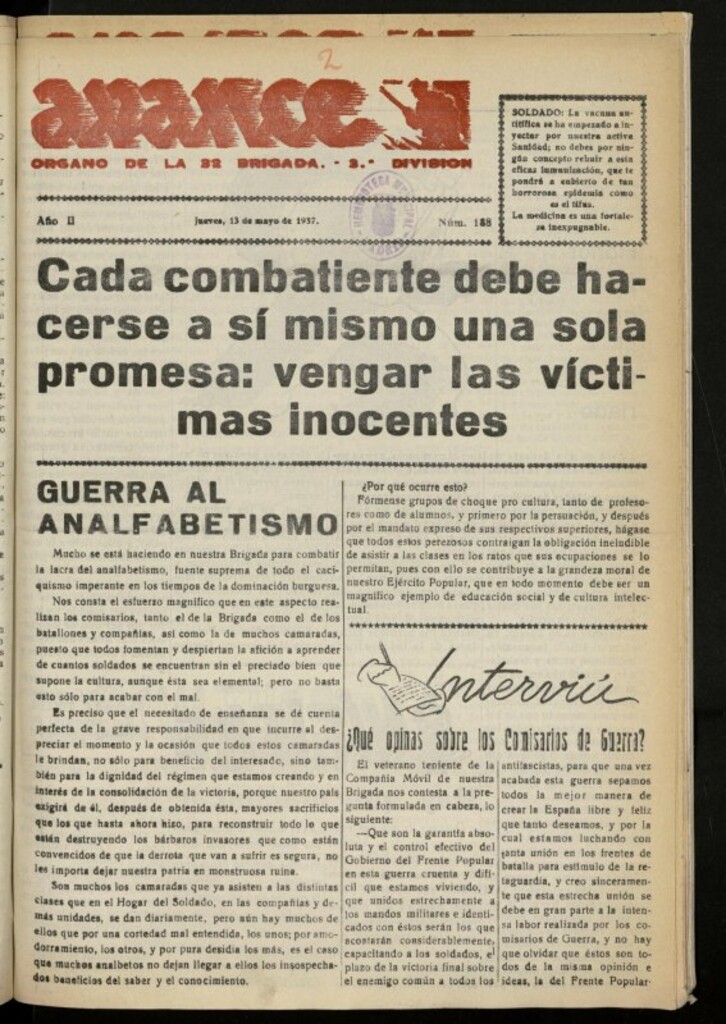 2
avance
ORGANO DE LA 32 BRIGADA. - 3.ª DIVISION
SOLDADO: La vacuna an-
titífica se ha empezado a in-
yectar por nuestra activa
Sanidad; no debes por nin-
gún concepto rehuir a esta
eficaz inmunización, que te
pondrá a cubierto de tan
horrorosa epidemia como
es el tifus.
La medicina es una fortale-
za inexpugnable.
Año II
Jueves, 13 de mayo de 1937.
Núm. 188
HEMEROTECA MUNICIPAL
MADRID
Cada combatiente debe ha-
cerse a sí mismo una sola
promesa: vengar las vícti-
mas inocentes
GUERRA AL
ANALFABETISMO
Mucho se está haciendo en nuestra Brigada para combatir
la lacra del analfabetismo, fuente suprema de todo el caci-
quismo imperante en los tiempos de la dominación burguesa.
Nos consta el esfuerzo magnífico que en este aspecto rea-
lizan los comisarios, tanto el de la Brigada como el de los
batallones y compañías, así como la de muchos camaradas,
puesto que todos fomentan y despiertan la afición a aprender
de cuantos soldados se encuentran sin el preciado bien que
supone la cultura, aunque ésta sea elemental; pero no basta
esto sólo para acabar con el mal.
Es preciso que el necesitado de enseñanza se dé cuenta
perfecta de la grave responsabilidad en que incurre al des-
preciar el momento y la ocasión que todos estos camaradas
le brindan, no sólo para beneficio del interesado, sino tam-
bién para la dignidad del régimen que estamos creando y en
interés de la consolidación de la victoria, porque nuestro país
exigirá de él, después de obtenida ésta, mayores sacrificios
que los que hasta ahora hizo, para reconstruir todo lo que
están destruyendo los bárbaros invasores que como están
convencidos de que la derrota que van a sufrir es segura, no
les importa dejar nuestra patria en monstruosa ruina.
Son muchos los camaradas que ya asisten a las distintas
clases que en el Hogar del Soldado, en las compañías y de-
más unidades, se dan diariamente, pero aún hay muchos de
ellos que por una cortedad mal entendida, los unos; por amo-
dorramiento, los otros, y por pura desidia los más, es el caso
que muchos analbetos no dejan llegar a ellos los insospecha-
dos beneficios del saber y el conocimiento.
¿Por qué ocurre esto?
Fórmense grupos de choque pro cultura, tanto de profeso-
res como de alumnos, y primero por la persuación, y después
por el mandato expreso de sus respectivos superiores, hágase
que todos estos perezosos contraigan la obligación ineludible
de asistir a las clases en los ratos que sus ocupaciones se lo
permitan, pues con ello se contribuye a la grandeza moral de
nuestro Ejército Popular, que en todo momento debe ser un
magnífico ejemplo de educación social y de cultura intelec-
tual.
Interviú
¿Qué opinas sobre los Comisarios de Guerra?
El veterano teniente de la
Compañía Móvil de nuestra
Brigada nos contesta a la pre-
gunta formulada en cabeza, lo
siguiente:
—Que son la garantía abso-
luta y el control efectivo del
Gobierno del Frente Popular
en esta guerra cruenta y difí-
cil que estamos viviendo, y
que unidos estrechamente a
los mandos militares e identi-
cados con éstos serán los que
acostarán considerablemente,
capacitando a los soldados, el
plazo de la victoria final sobre
el enemigo común a todos los
antifascistas, para que una vez
acabada esta guerra sepamos
todos la mejor manera de
crear la España libre y feliz
que tanto deseamos, y por la
cual estamos luchando con
tanta unión en los frentes de
batalla para estímulo de la re-
taguardia, y creo sinceramen-
te que esta estrecha unión se
debe en gran parte a la inten-
sa labor realizada por los co-
misarios de Guerra, y no hay
que olvidar que éstos son to-
dos de la misma opinión e
ideas, la del Frente Popular-